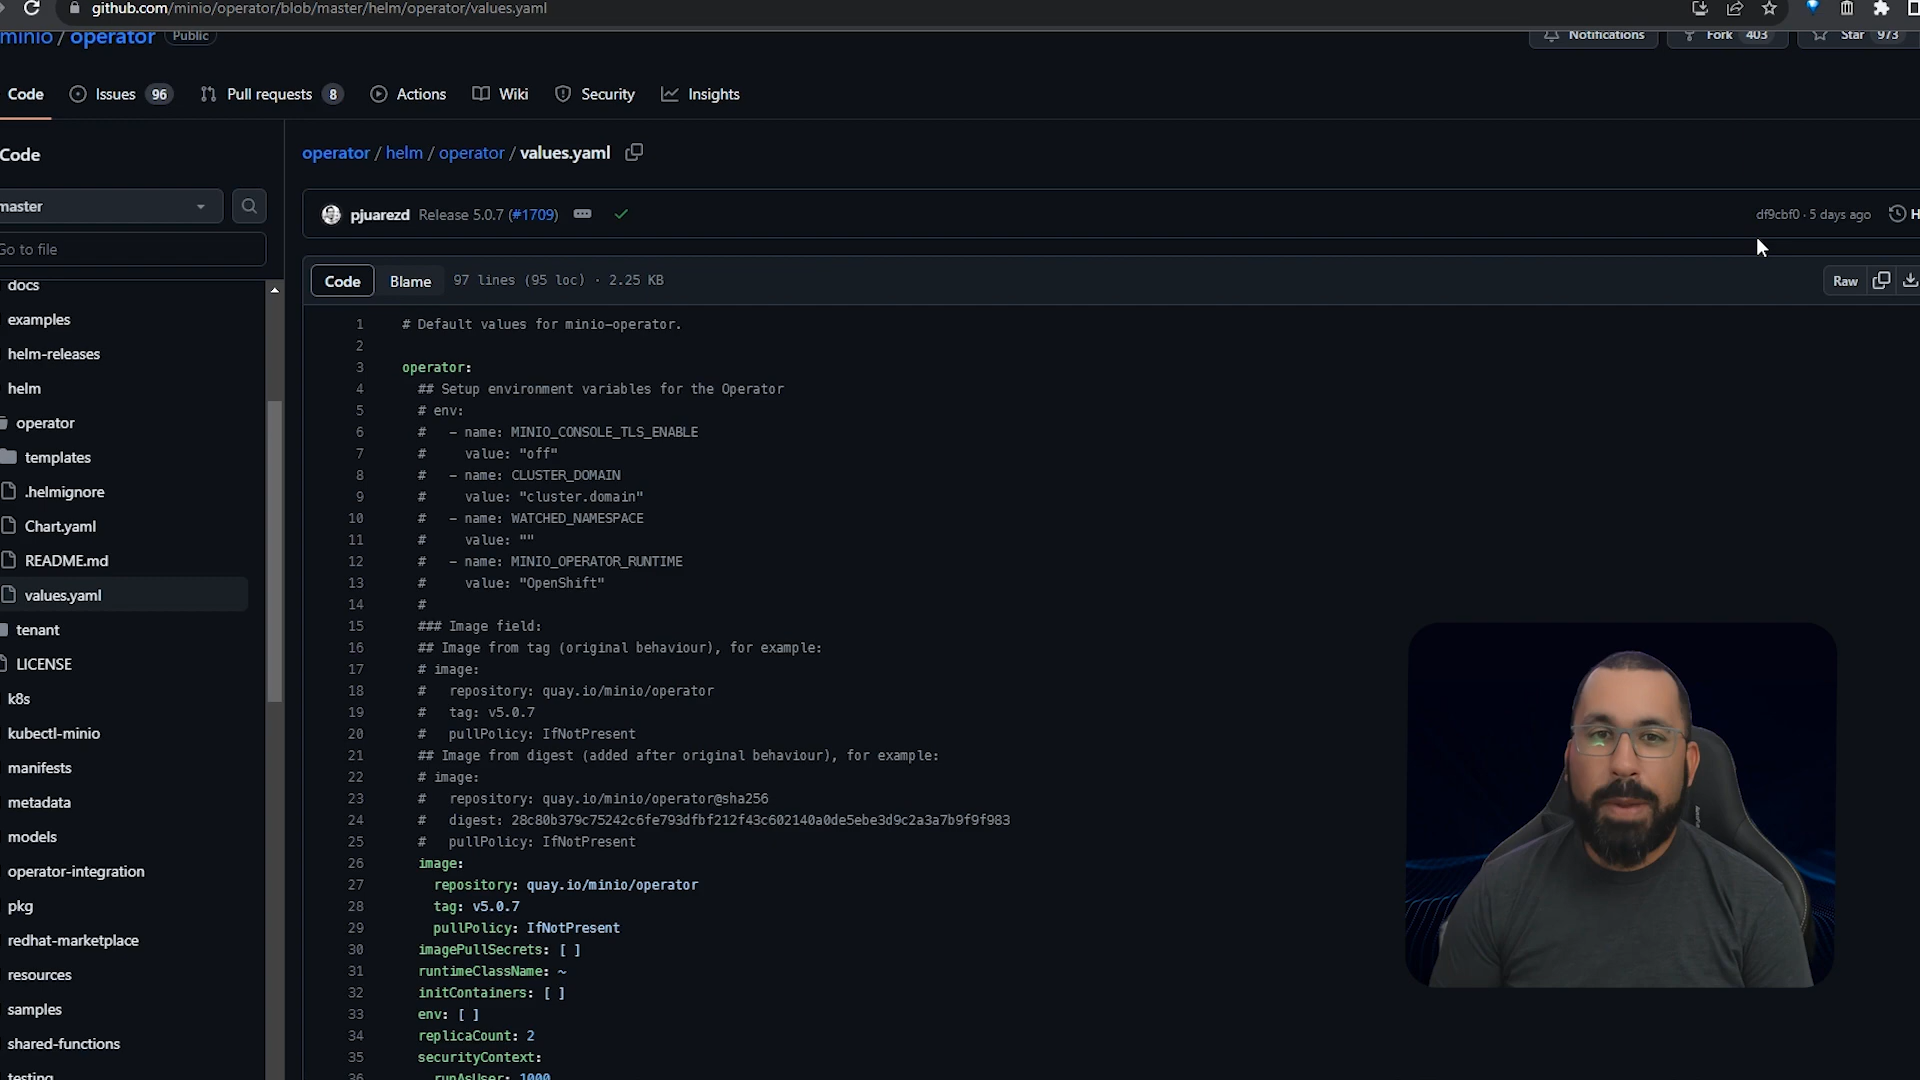 github.com/minio/operator/blob/master/helm/operator/values.yaml
minio / operator Public
Notifications Fork 403 Star 973
Code Issues 96 Pull requests 8 Actions Wiki Security Insights
Code
master
Go to file
docs
examples
helm-releases
helm
operator
templates
.helmignore
Chart.yaml
README.md
values.yaml
tenant
LICENSE
k8s
kubectl-minio
manifests
metadata
models
operator-integration
pkg
redhat-marketplace
resources
samples
shared-functions
testing
operator / helm / operator / values.yaml
pjuarezd Release 5.0.7 (#1709)
df9cbf0 · 5 days ago H
Code Blame 97 lines (95 loc) · 2.25 KB
Raw
1 # Default values for minio-operator.
2
3 operator:
4 ## Setup environment variables for the Operator
5 # env:
6 # - name: MINIO_CONSOLE_TLS_ENABLE
7 # value: "off"
8 # - name: CLUSTER_DOMAIN
9 # value: "cluster.domain"
10 # - name: WATCHED_NAMESPACE
11 # value: ""
12 # - name: MINIO_OPERATOR_RUNTIME
13 # value: "OpenShift"
14 #
15 ### Image field:
16 ## Image from tag (original behaviour), for example:
17 # image:
18 # repository: quay.io/minio/operator
19 # tag: v5.0.7
20 # pullPolicy: IfNotPresent
21 ## Image from digest (added after original behaviour), for example:
22 # image:
23 # repository: quay.io/minio/operator@sha256
24 # digest: 28c80b379c75242c6fe793dfbf212f43c602140a0de5ebe3d9c2a3a7b9f9f983
25 # pullPolicy: IfNotPresent
26 image:
27 repository: quay.io/minio/operator
28 tag: v5.0.7
29 pullPolicy: IfNotPresent
30 imagePullSecrets: [ ]
31 runtimeClassName: ~
32 initContainers: [ ]
33 env: [ ]
34 replicaCount: 2
35 securityContext:
36 runAsUser: 1000